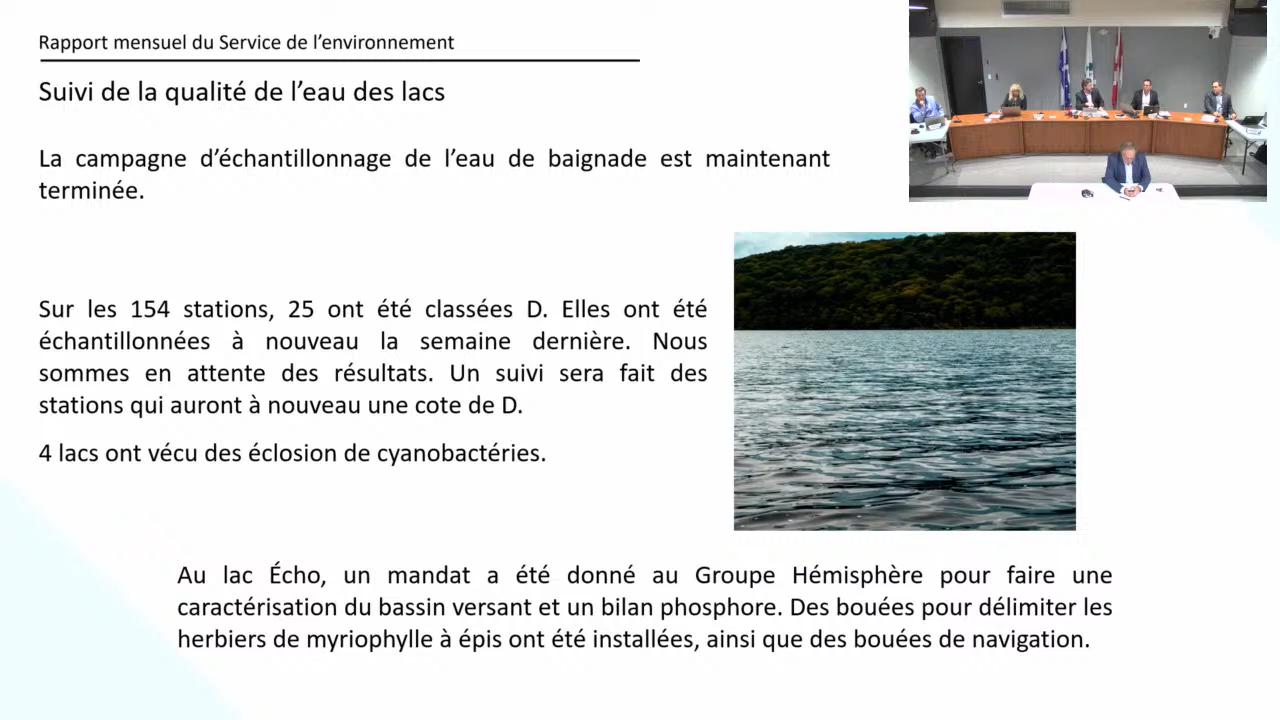 Rapport mensuel du Service de l’environnement
Suivi de la qualité de l’eau des lacs
La campagne d’échantillonnage de l’eau de baignade est maintenant
terminée.
Sur les 154 stations, 25 ont été classées D. Elles ont été
échantillonnées à nouveau la semaine dernière. Nous
sommes en attente des résultats. Un suivi sera fait des
stations qui auront à nouveau une cote de D.
4 lacs ont vécu des éclosion de cyanobactéries.
Au lac Écho, un mandat a été donné au Groupe Hémisphère pour faire une
caractérisation du bassin versant et un bilan phosphore. Des bouées pour délimiter les
herbiers de myriophylle à épis ont été installées, ainsi que des bouées de navigation.